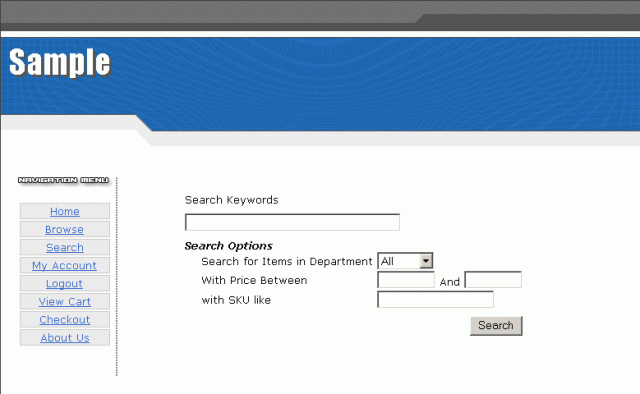 Sample
NAVIGATION MENU
Home
Browse
Search
My Account
Logout
View Cart
Checkout
About Us
Search Keywords
Search Options
Search for Items in Department All
With Price Between And
with SKU like
Search